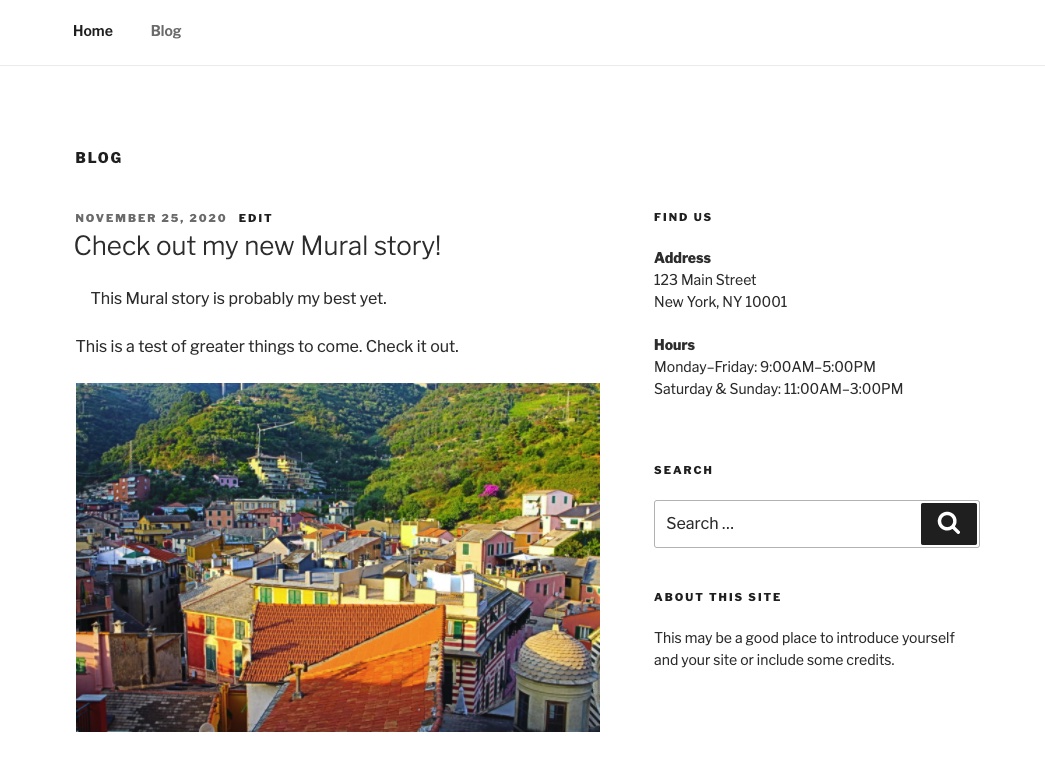 Home Blog
BLOG
NOVEMBER 25, 2020 EDIT
Check out my new Mural story!
This Mural story is probably my best yet.
This is a test of greater things to come. Check it out.
FIND US
Address
123 Main Street
New York, NY 10001
Hours
Monday–Friday: 9:00AM–5:00PM
Saturday & Sunday: 11:00AM–3:00PM
SEARCH
Search …
ABOUT THIS SITE
This may be a good place to introduce yourself
and your site or include some credits.